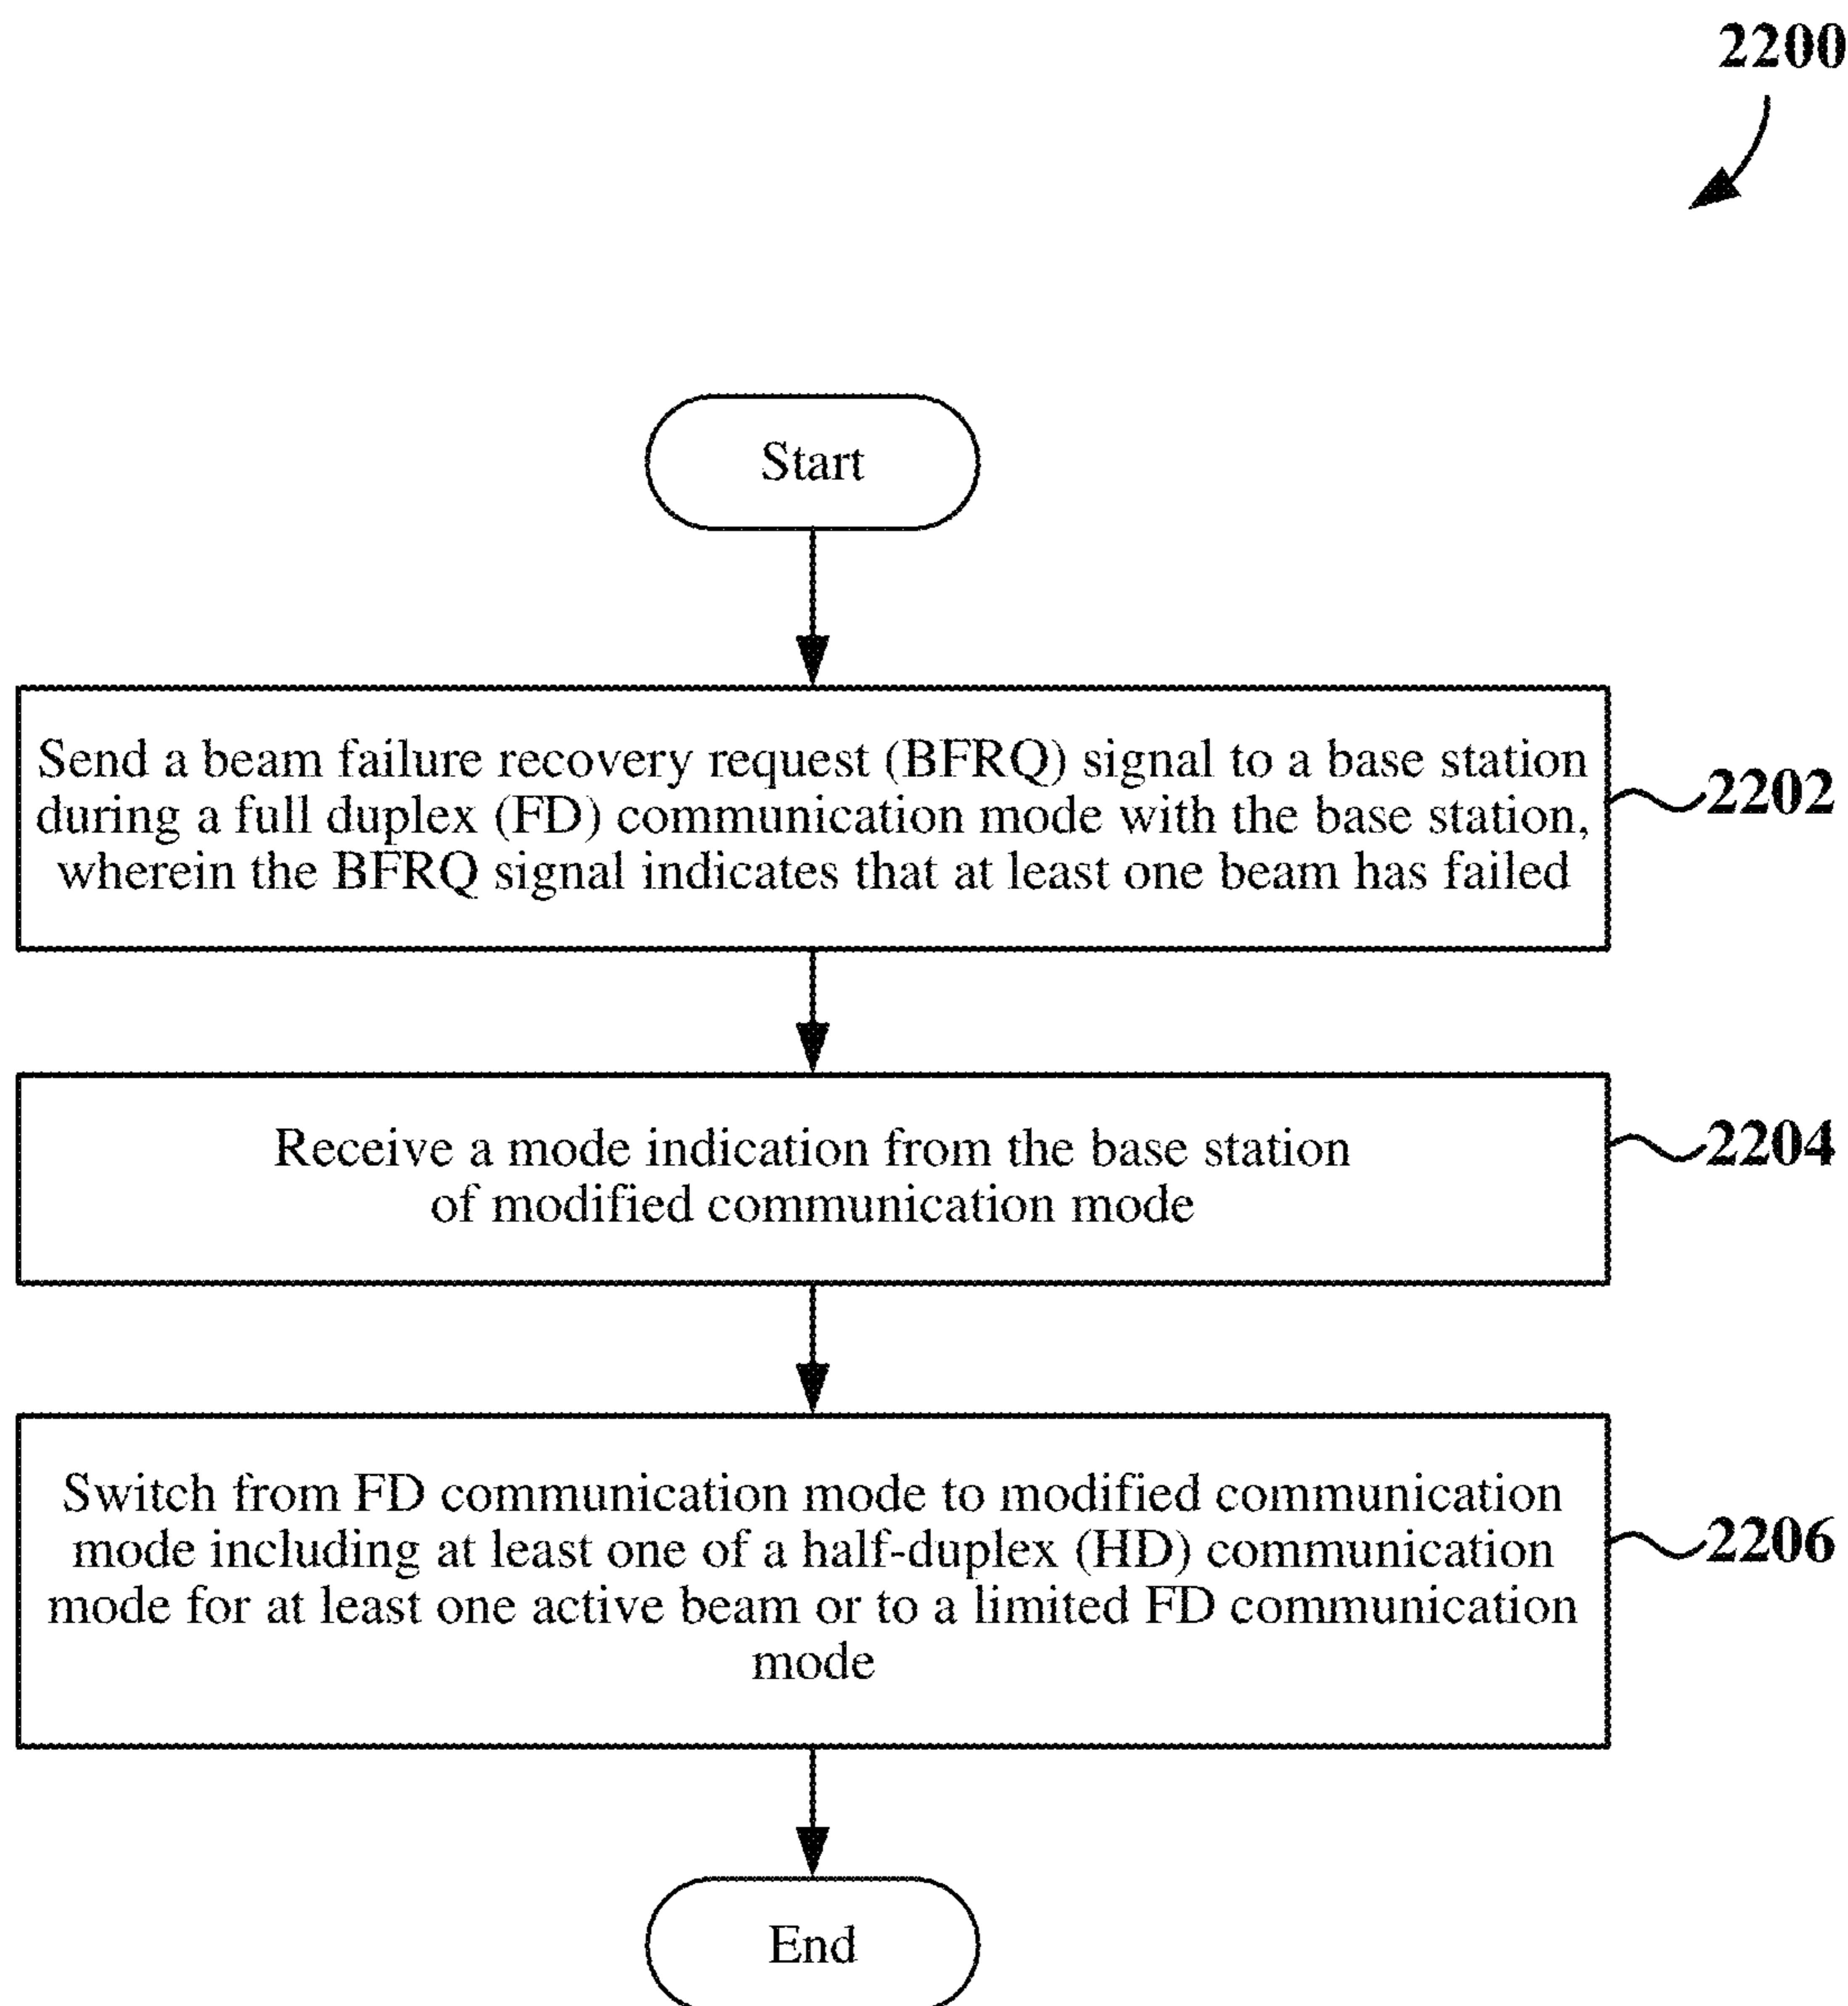 2200
Start
Send a beam failure recovery request (BFRQ) signal to a base station
during a full duplex (FD) communication mode with the base station,
wherein the BFRQ signal indicates that at least one beam has failed
2202
Receive a mode indication from the base station
of modified communication mode
2204
Switch from FD communication mode to modified communication
mode including at least one of a half-duplex (HD) communication
mode for at least one active beam or to a limited FD communication
mode
2206
End